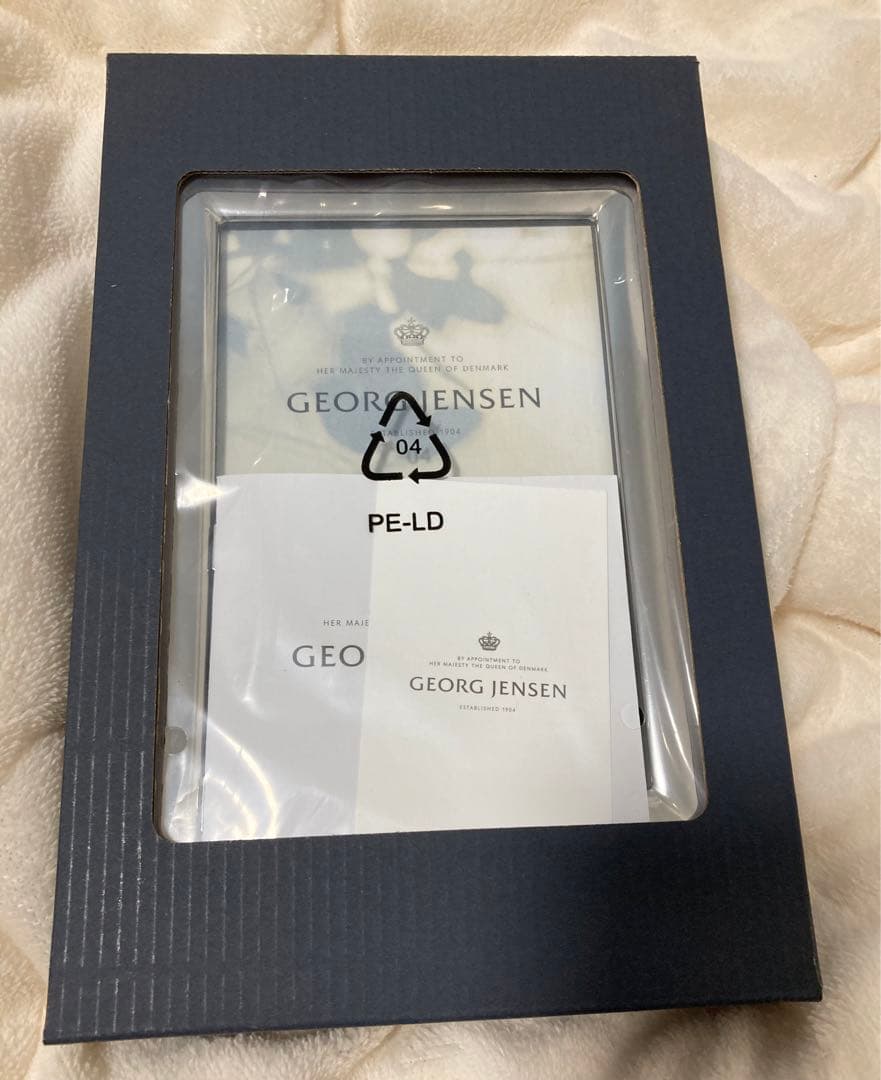 BY APPOINTMENT TO
HER MAJESTY THE QUEEN OF DENMARK
GEORG JENSEN
ESTABLISHED 1904
04
PE-LD
HER MAJE
GEO
BY APPOINTMENT TO
HER MAJESTY THE QUEEN OF DENMARK
GEORG JENSEN
ESTABLISHED 1904